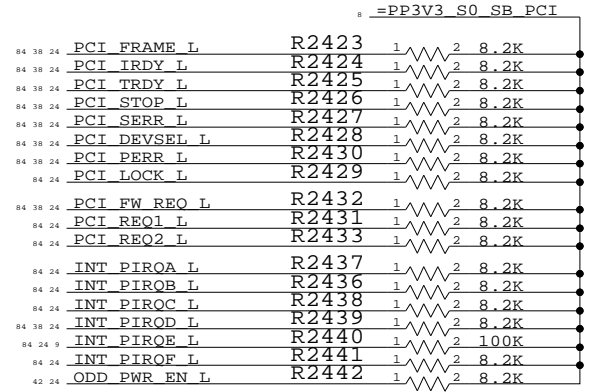 8 =PP3V3_S0_SB_PCI
84 38 24 PCI_FRAME_L R2423 1 2 8.2K
84 38 24 PCI_IRDY_L R2424 1 2 8.2K
84 38 24 PCI_TRDY_L R2425 1 2 8.2K
84 38 24 PCI_STOP_L R2426 1 2 8.2K
84 38 24 PCI_SERR_L R2427 1 2 8.2K
84 38 24 PCI_DEVSEL_L R2428 1 2 8.2K
84 38 24 PCI_PERR_L R2430 1 2 8.2K
84 24 PCI_LOCK_L R2429 1 2 8.2K
84 38 24 PCI_FW_REQ_L R2432 1 2 8.2K
84 24 PCI_REQ1_L R2431 1 2 8.2K
84 24 PCI_REQ2_L R2433 1 2 8.2K
84 24 INT_PIRQA_L R2437 1 2 8.2K
84 24 INT_PIRQB_L R2436 1 2 8.2K
84 24 INT_PIRQC_L R2438 1 2 8.2K
84 38 24 INT_PIRQD_L R2439 1 2 8.2K
84 24 9 INT_PIRQE_L R2440 1 2 100K
84 24 INT_PIRQF_L R2441 1 2 8.2K
42 24 ODD_PWR_EN_L R2442 1 2 8.2K